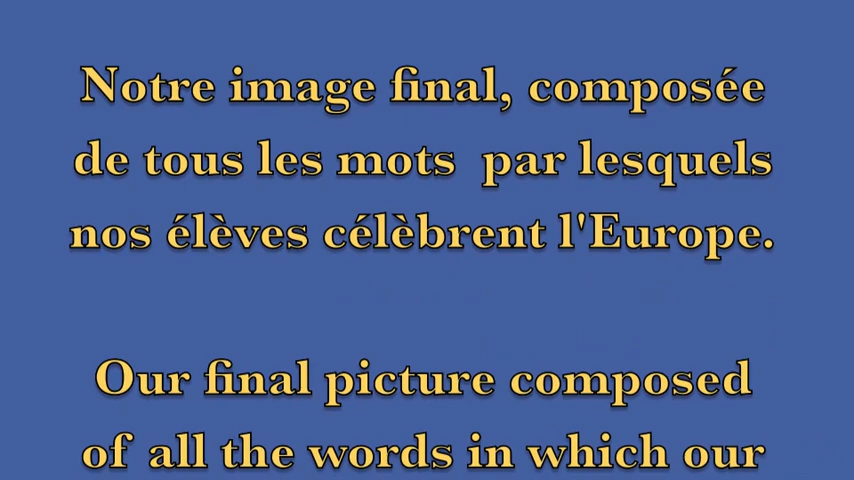 Notre image final, composée
de tous les mots par lesquels
nos élèves célèbrent l'Europe.
Our final picture composed
of all the words in which our